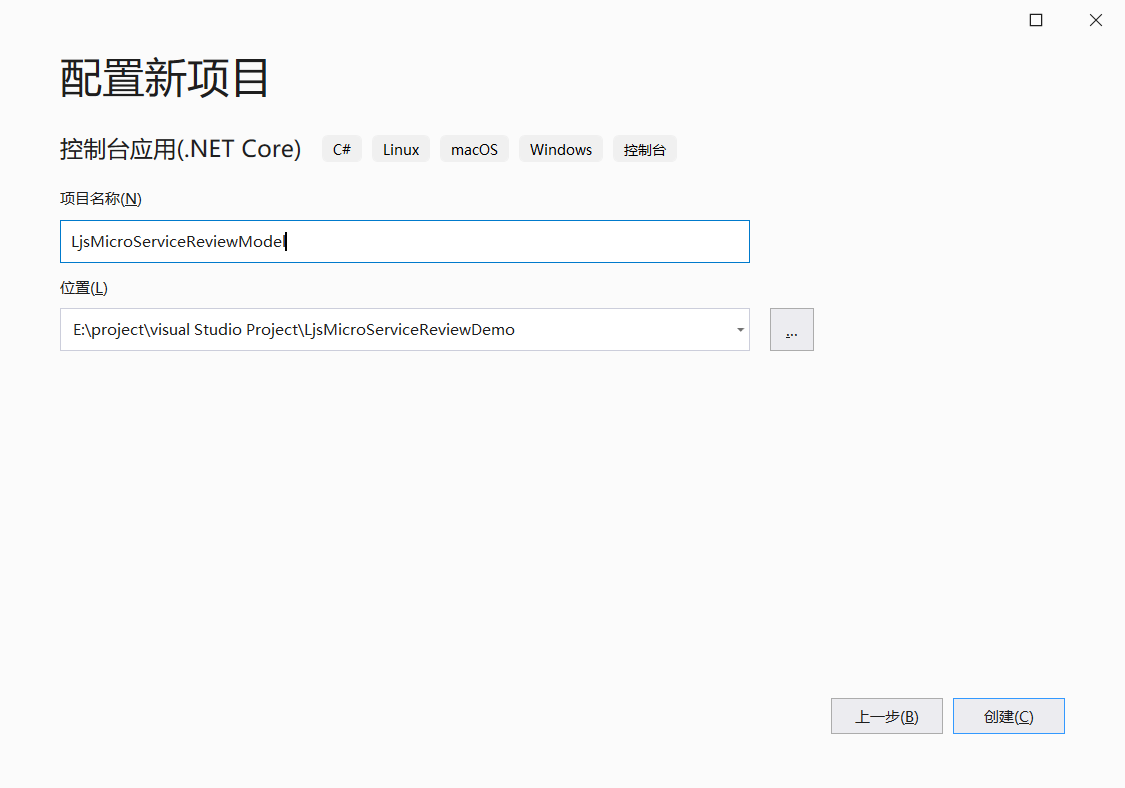 配置新项目
控制台应用(.NET Core) C# Linux macOS Windows 控制台
项目名称(N)
LjsMicroServiceReviewModel
位置(L)
E:\project\visual Studio Project\LjsMicroServiceReviewDemo
...
上一步(B) 创建(C)